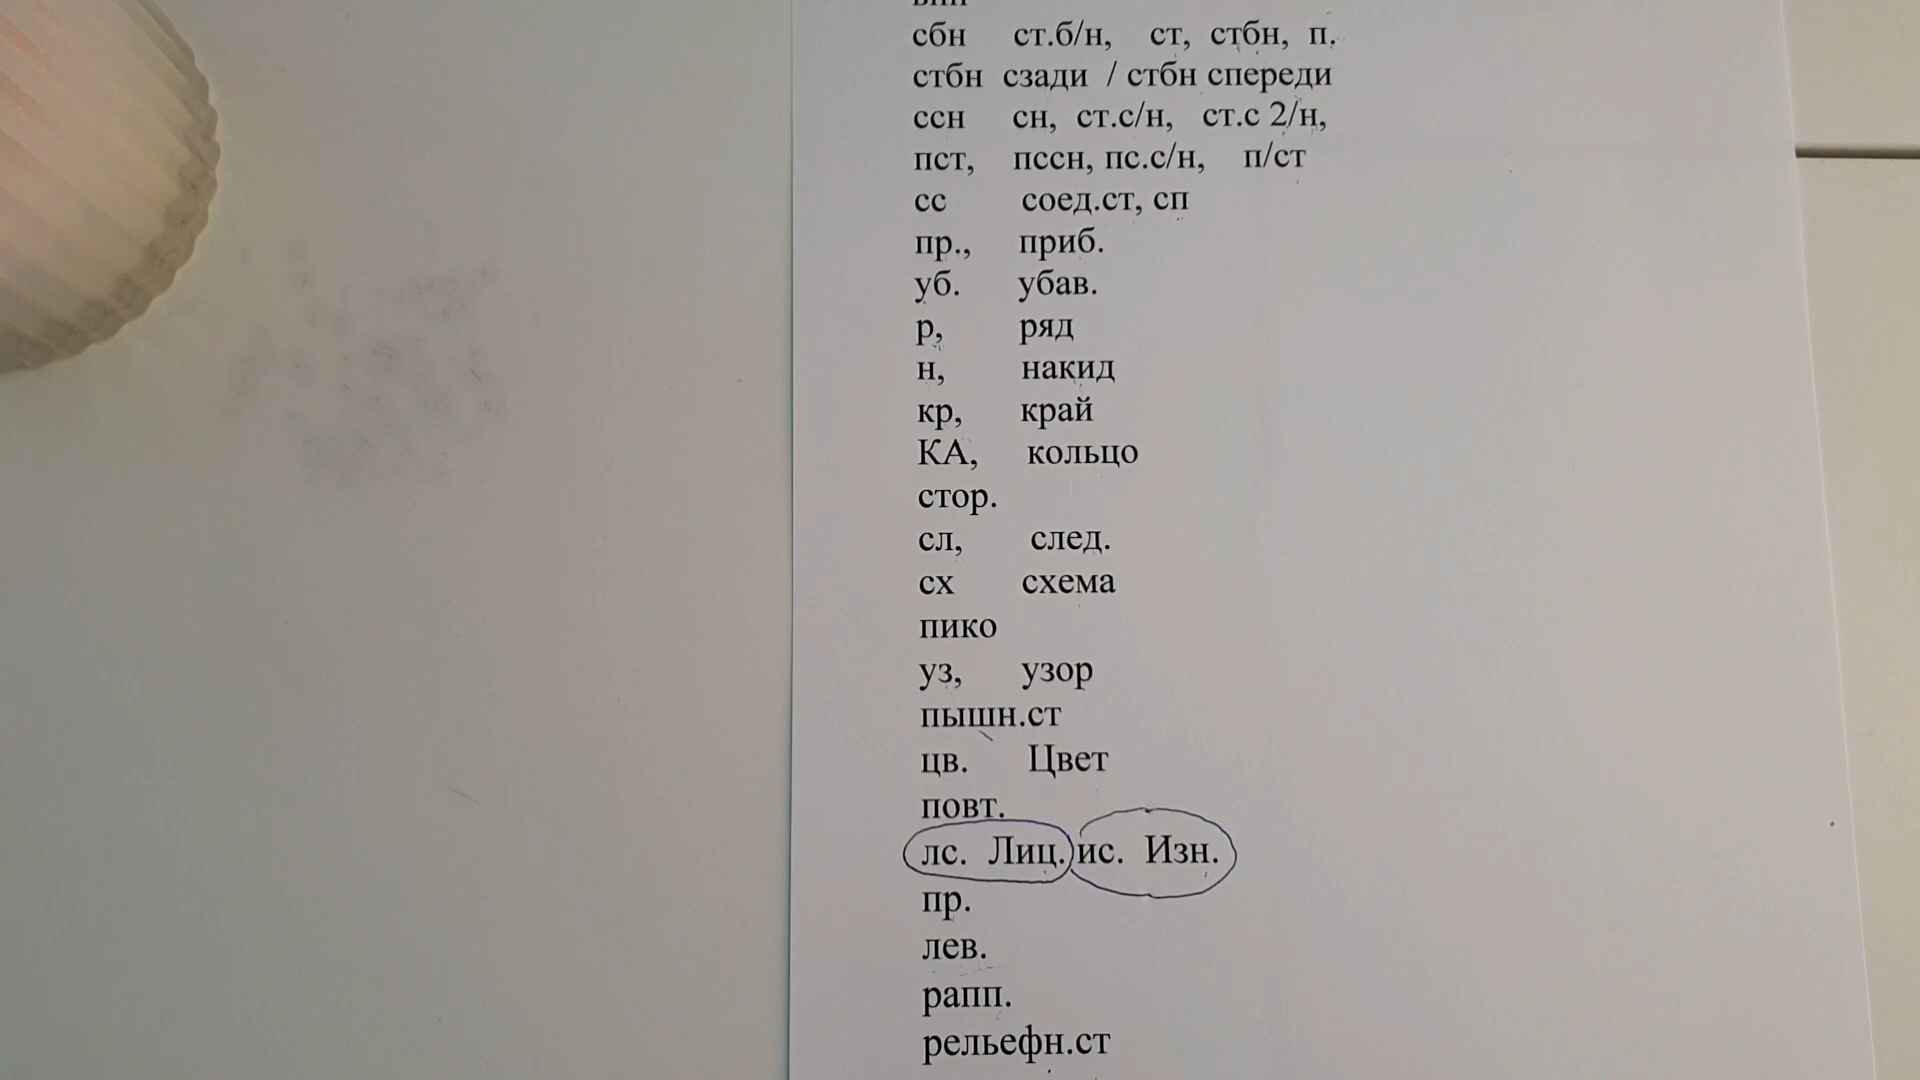 сбн ст.б/н, ст, стбн, п.
стбн сзади / стбн спереди
ссн сн, ст.с/н, ст.с 2/н,
пст, пссн, пс.с/н, п/ст
сс соед.ст, сп
пр., приб.
уб. убав.
р, ряд
н, накид
кр, край
КА, кольцо
стор.
сл, след.
сх схема
пико
уз, узор
пышн.ст
цв. Цвет
повт.
лс. Лиц. ис. Изн.
пр.
лев.
рапп.
рельефн.ст